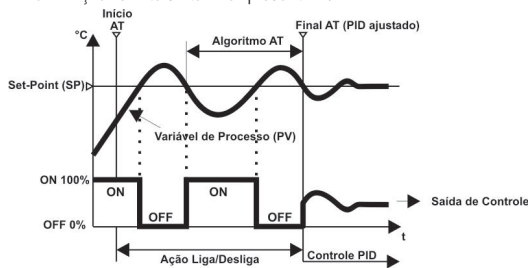 Início
AT
Final AT (PID ajustado)
°C
Algoritmo AT
Set-Point (SP)
Variável de Processo (PV)
ON 100%
ON
ON
Saída de Controle
OFF
OFF
OFF 0%
t
Ação Liga/Desliga
Controle PID